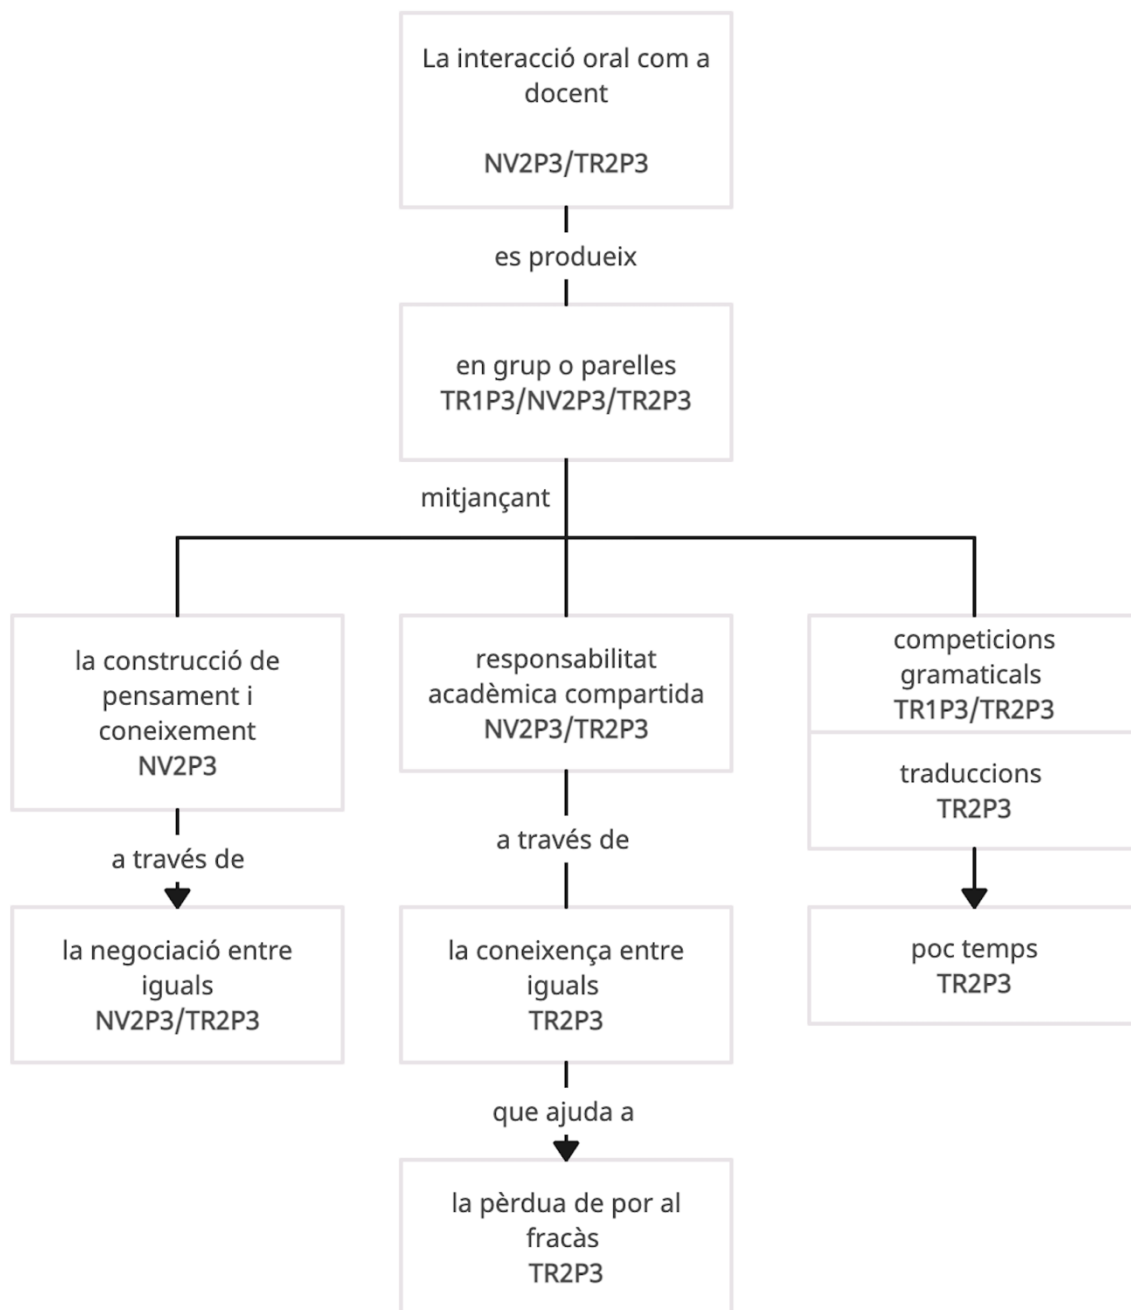 La interacció oral com a
docent
NV2P3/TR2P3
es produeix
en grup o parelles
TR1P3/NV2P3/TR2P3
mitjançant
la construcció de
pensament i
coneixement
NV2P3
responsabilitat
acadèmica compartida
NV2P3/TR2P3
competicions
gramaticals
TR1P3/TR2P3
traduccions
TR2P3
a través de
a través de
la negociació entre
iguals
NV2P3/TR2P3
la coneixença entre
iguals
TR2P3
poc temps
TR2P3
que ajuda a
la pèrdua de por al
fracàs
TR2P3